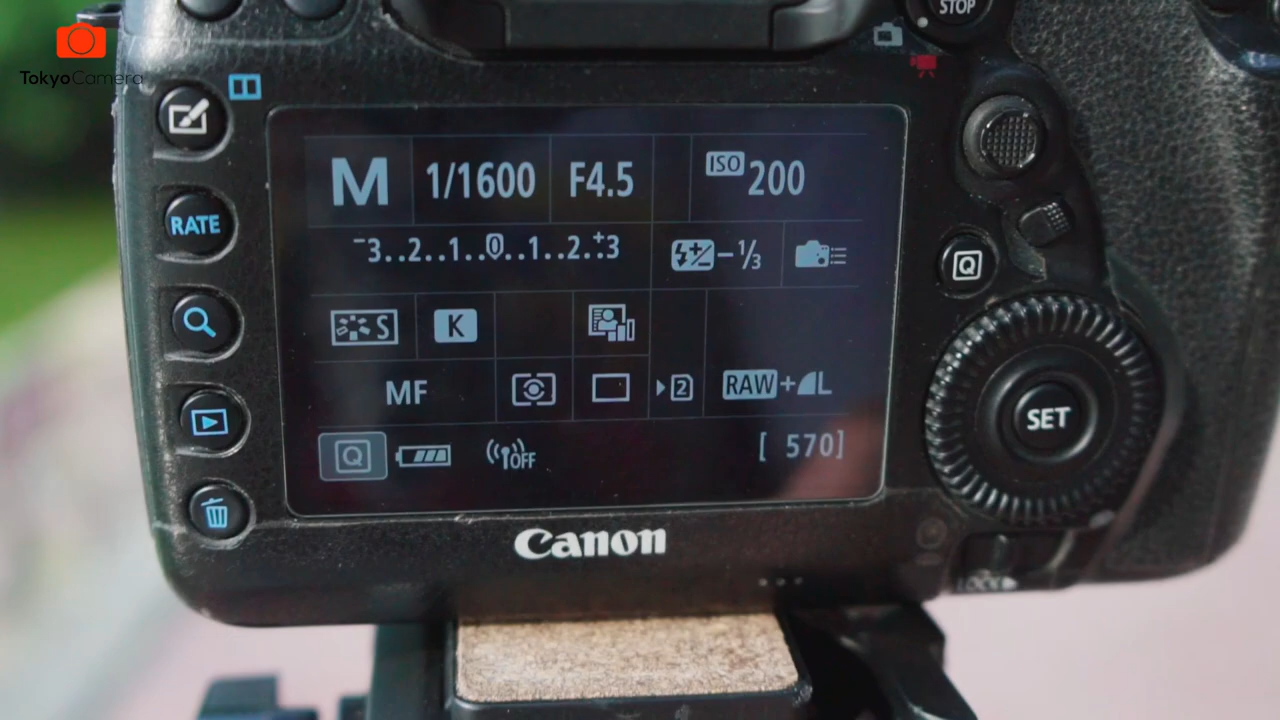 TokyoCamera
STOP
M 1/1600 F4.5 ISO 200
-3..2..1..0..1..2..+3 +- -1/3
S K
MF 2 RAW+L
Q OFF [ 570]
RATE
Q
SET
Canon
LOCK